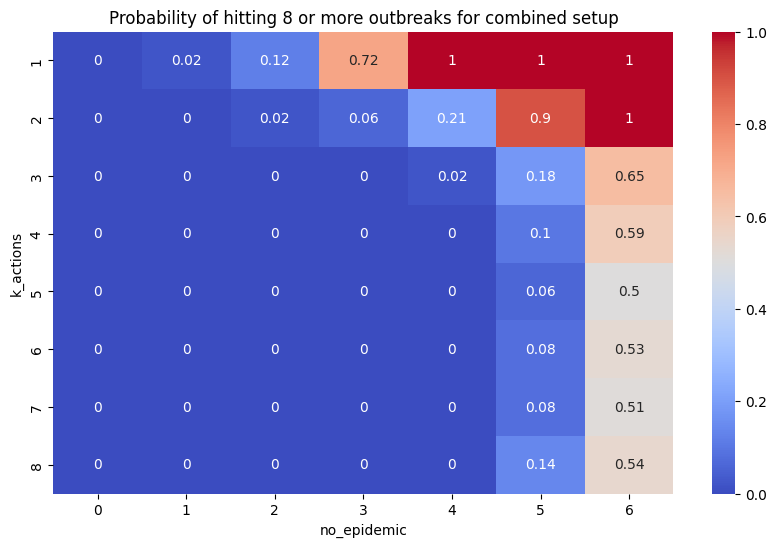 Probability of hitting 8 or more outbreaks for combined setup
1 0 0.02 0.12 0.72 1 1 1
2 0 0 0.02 0.06 0.21 0.9 1
3 0 0 0 0 0.02 0.18 0.65
4 0 0 0 0 0 0.1 0.59
5 0 0 0 0 0 0.06 0.5
6 0 0 0 0 0 0.08 0.53
7 0 0 0 0 0 0.08 0.51
8 0 0 0 0 0 0.14 0.54
k_actions
0 1 2 3 4 5 6
no_epidemic
1.0
0.8
0.6
0.4
0.2
0.0